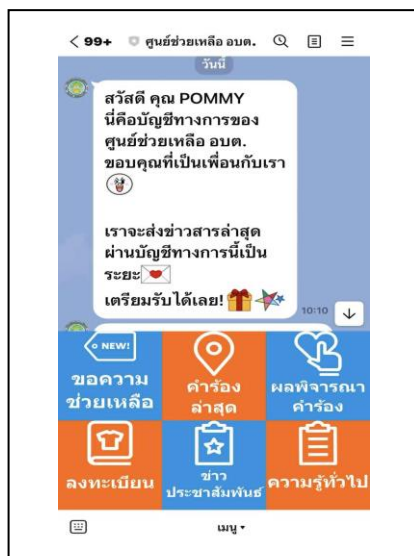 < 99+ ศูนย์ช่วยเหลือ อบต.
วันนี้
สวัสดี คุณ POMMY
นี่คือบัญชีทางการของ
ศูนย์ช่วยเหลือ อบต.
ขอบคุณที่เป็นเพื่อนกับเรา
เราจะส่งข่าวสารล่าสุด
ผ่านบัญชีทางการนี้เป็น
ระยะ
เตรียมรับได้เลย!
10:10
NEW!
ขอความ
ช่วยเหลือ
คำร้อง
ล่าสุด
ผลพิจารณา
คำร้อง
ลงทะเบียน
ข่าว
ประชาสัมพันธ์
ความรู้ทั่วไป
เมนู